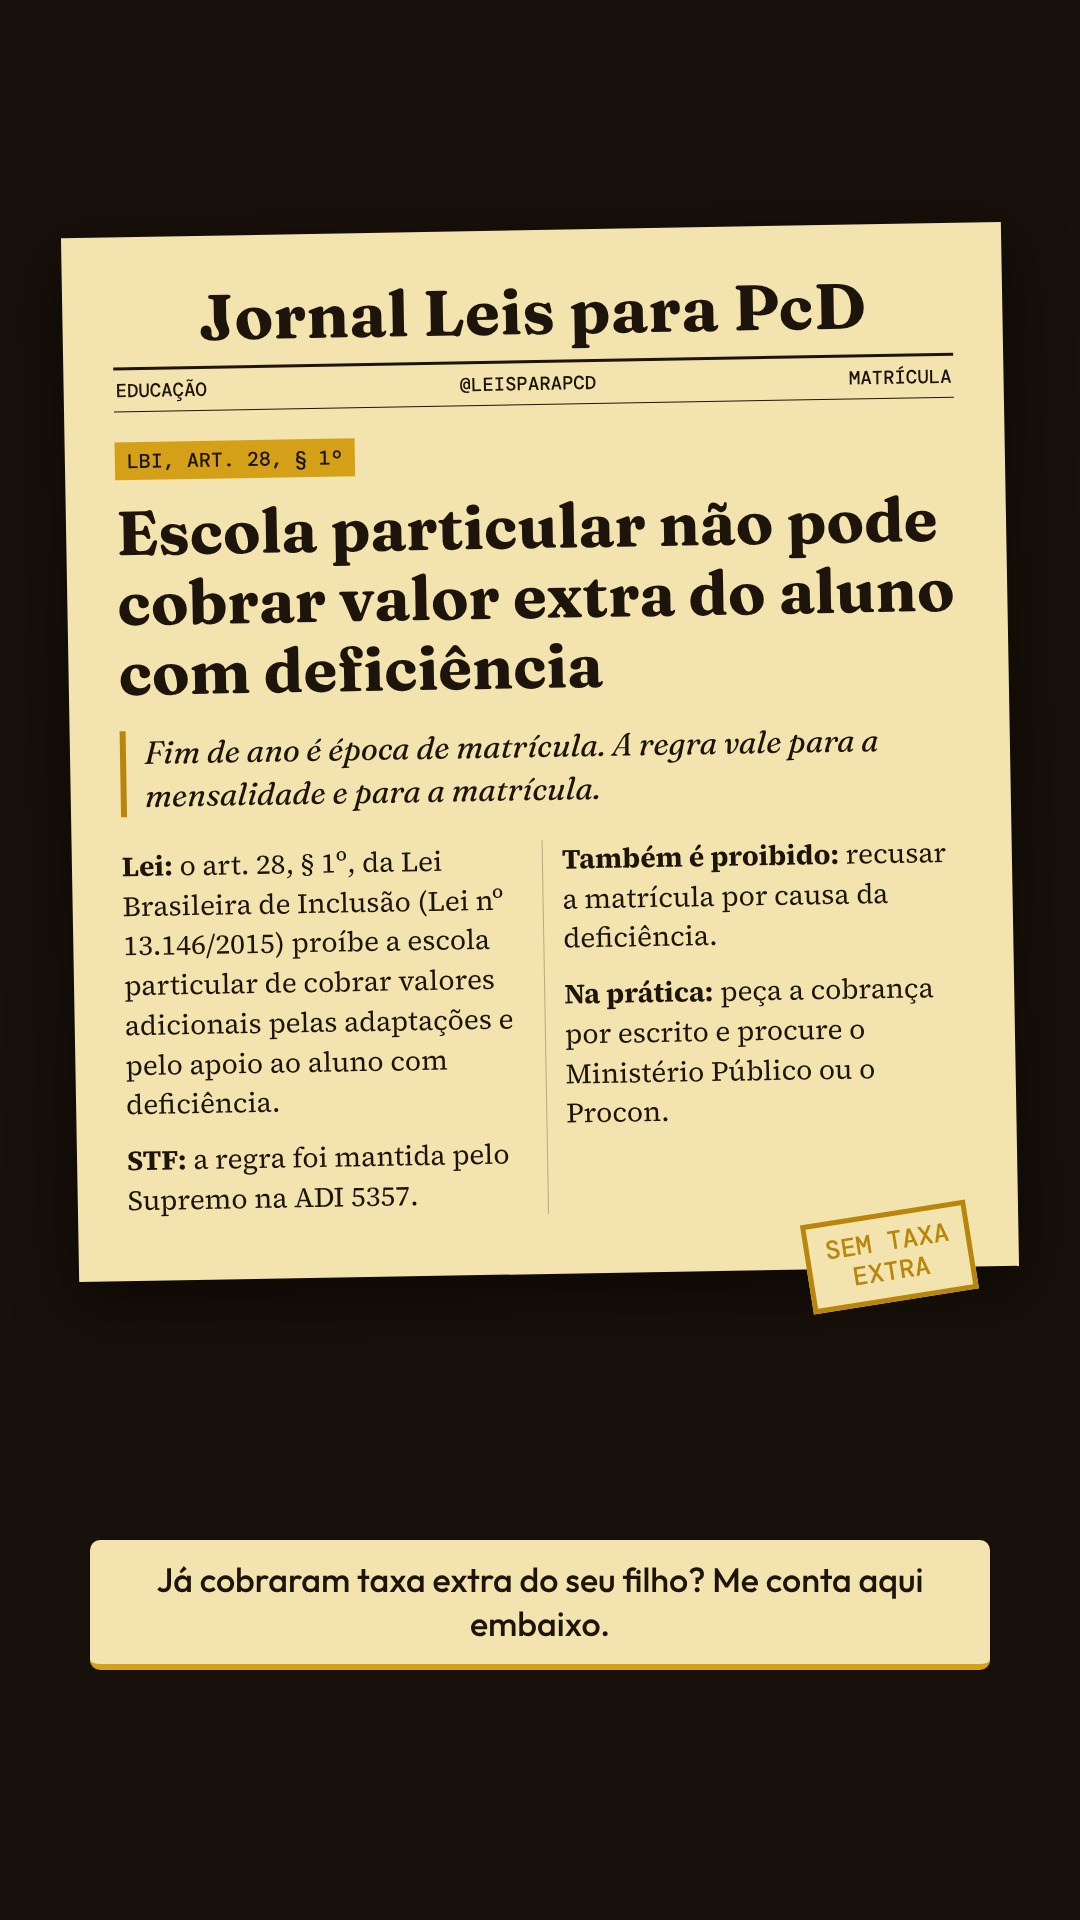 Jornal Leis para PcD
EDUCAÇÃO
@LEISPARAPCD
MATRÍCULA
LBI, ART. 28, § 1º
Escola particular não pode
cobrar valor extra do aluno
com deficiência
Fim de ano é época de matrícula. A regra vale para a
mensalidade e para a matrícula.
Lei: o art. 28, § 1º, da Lei
Brasileira de Inclusão (Lei nº
13.146/2015) proíbe a escola
particular de cobrar valores
adicionais pelas adaptações e
pelo apoio ao aluno com
deficiência.
STF: a regra foi mantida pelo
Supremo na ADI 5357.
Também é proibido: recusar
a matrícula por causa da
deficiência.
Na prática: peça a cobrança
por escrito e procure o
Ministério Público ou o
Procon.
SEM TAXA
EXTRA
Já cobraram taxa extra do seu filho? Me conta aqui
embaixo.